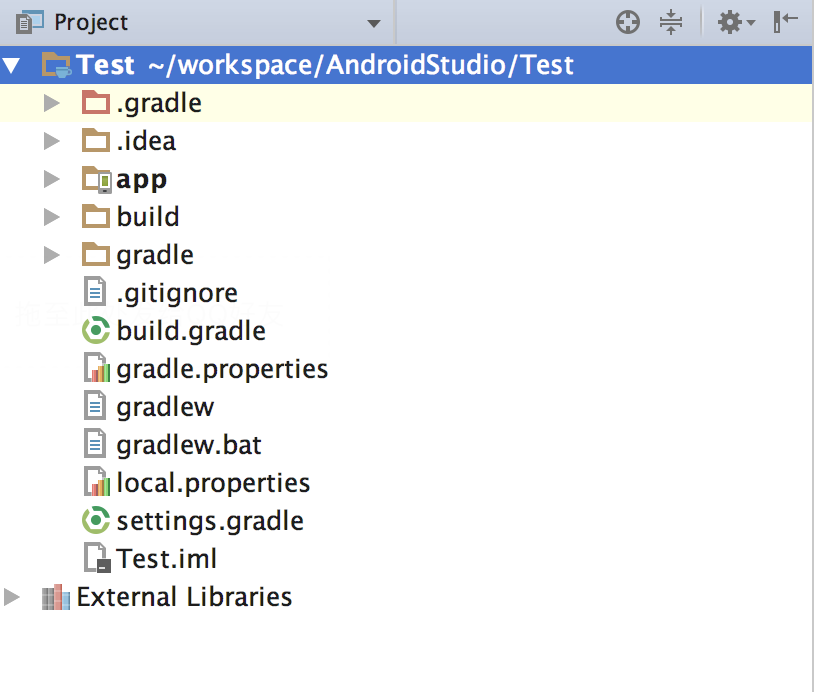 Project
Test ~/workspace/AndroidStudio/Test
.gradle
.idea
app
build
gradle
.gitignore
build.gradle
gradle.properties
gradlew
gradlew.bat
local.properties
settings.gradle
Test.iml
External Libraries